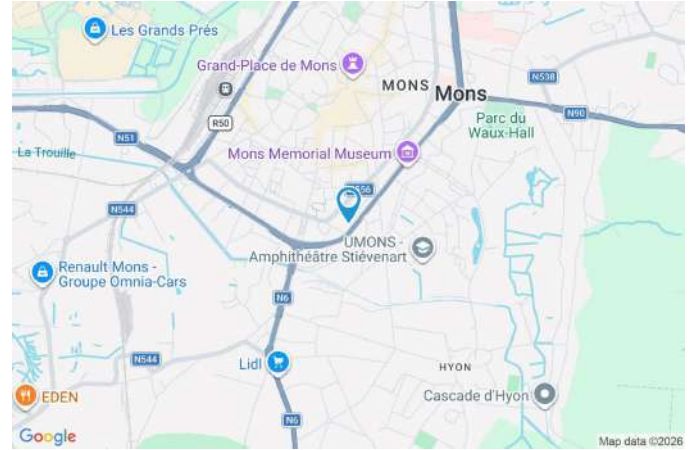 Les Grands Prés
Grand-Place de Mons
MONS
Mons
N538
N90
Parc du
Waux-Hall
R50
N51
La Trouille
Mons Memorial Museum
N544
UMONS -
Amphithéâtre Stiévenart
Renault Mons -
Groupe Omnia-Cars
N6
N544
Lidl
HYON
EDEN
Cascade d'Hyon
N6
Google
Map data ©2026